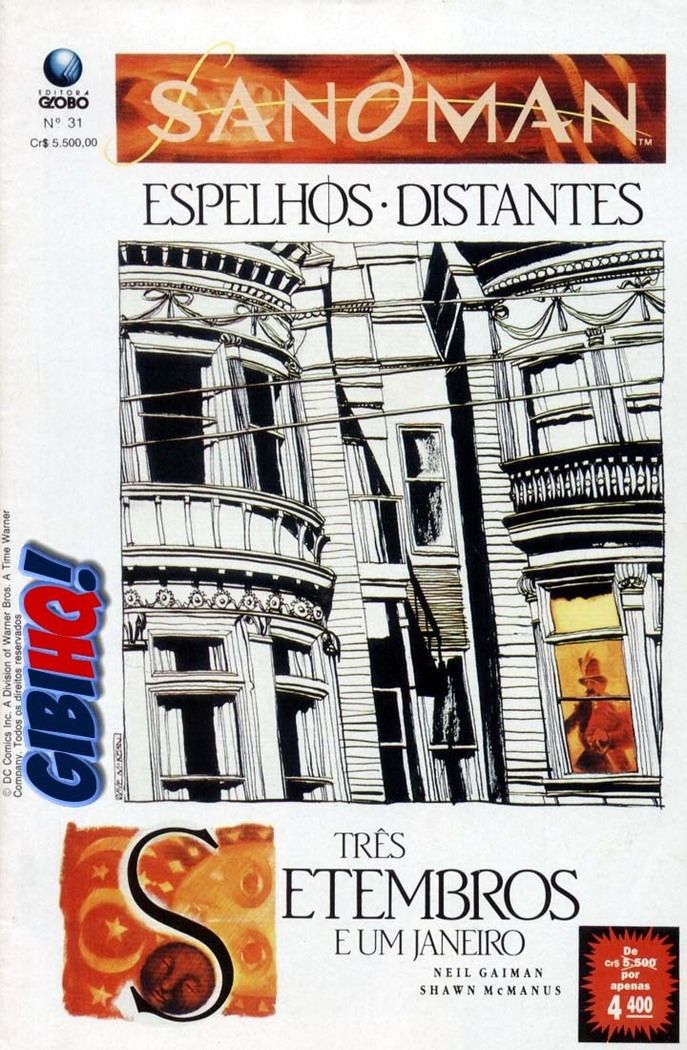 EDITORA
GLOBO
Nº 31
Cr$ 5.500,00
SANDMAN™
ESPELHOS · DISTANTES
© DC Comics Inc. A Division of Warner Bros. A Time Warner
Company. Todos os direitos reservados
GIBIHQ!
TRÊS
SETEMBROS
E UM JANEIRO
NEIL GAIMAN
SHAWN McMANUS
De
Cr$ 5.500
por
apenas
4 400